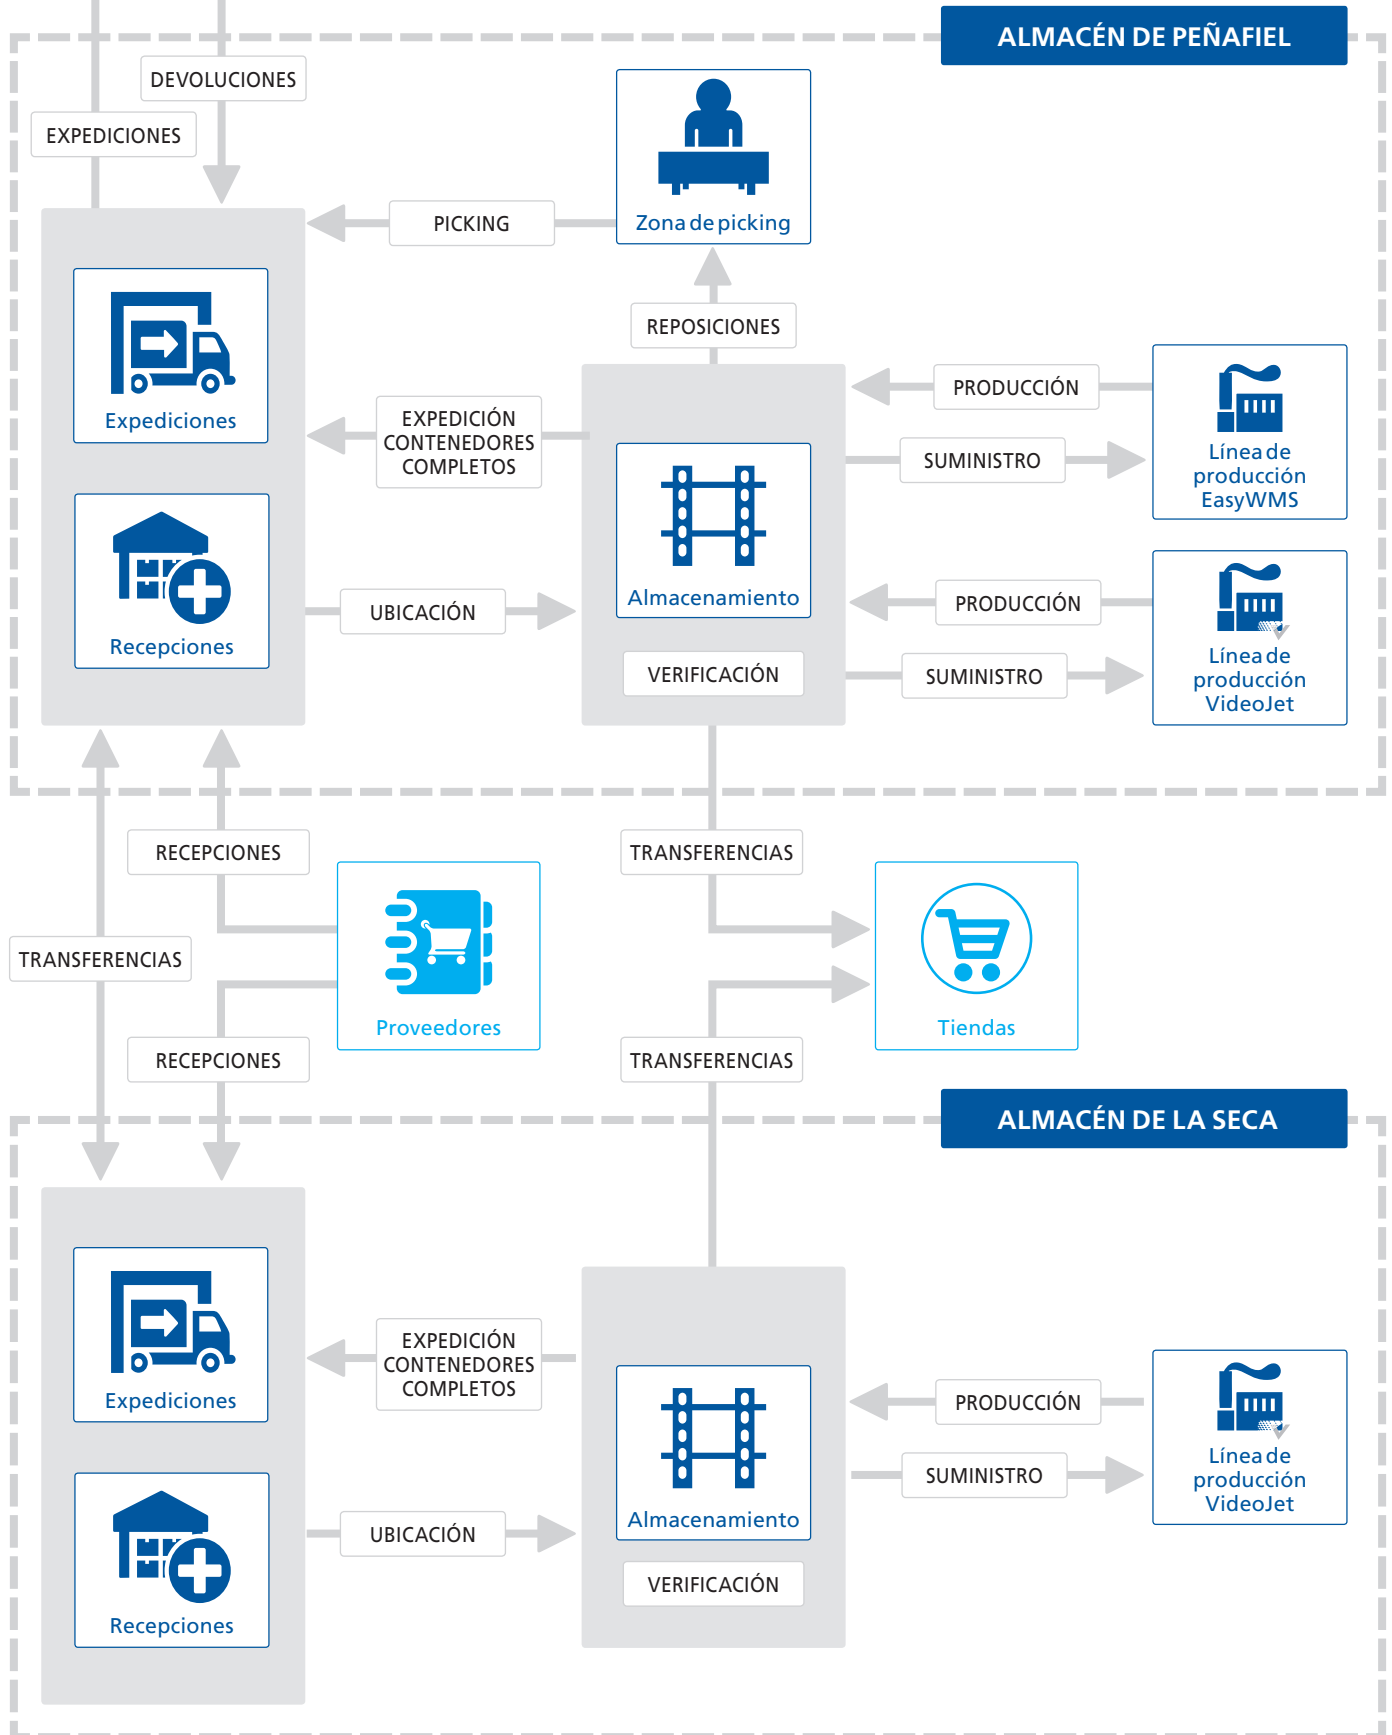 ALMACÉN DE PEÑAFIEL
DEVOLUCIONES
EXPEDICIONES
PICKING
Zona de picking
REPOSICIONES
Expediciones
EXPEDICIÓN
CONTENEDORES
COMPLETOS
PRODUCCIÓN
SUMINISTRO
Línea de
producción
EasyWMS
Recepciones
UBICACIÓN
Almacenamiento
VERIFICACIÓN
PRODUCCIÓN
SUMINISTRO
Línea de
producción
VideoJet
RECEPCIONES
TRANSFERENCIAS
TRANSFERENCIAS
Proveedores
Tiendas
RECEPCIONES
TRANSFERENCIAS
ALMACÉN DE LA SECA
Expediciones
EXPEDICIÓN
CONTENEDORES
COMPLETOS
PRODUCCIÓN
SUMINISTRO
Línea de
producción
VideoJet
Almacenamiento
UBICACIÓN
VERIFICACIÓN
Recepciones